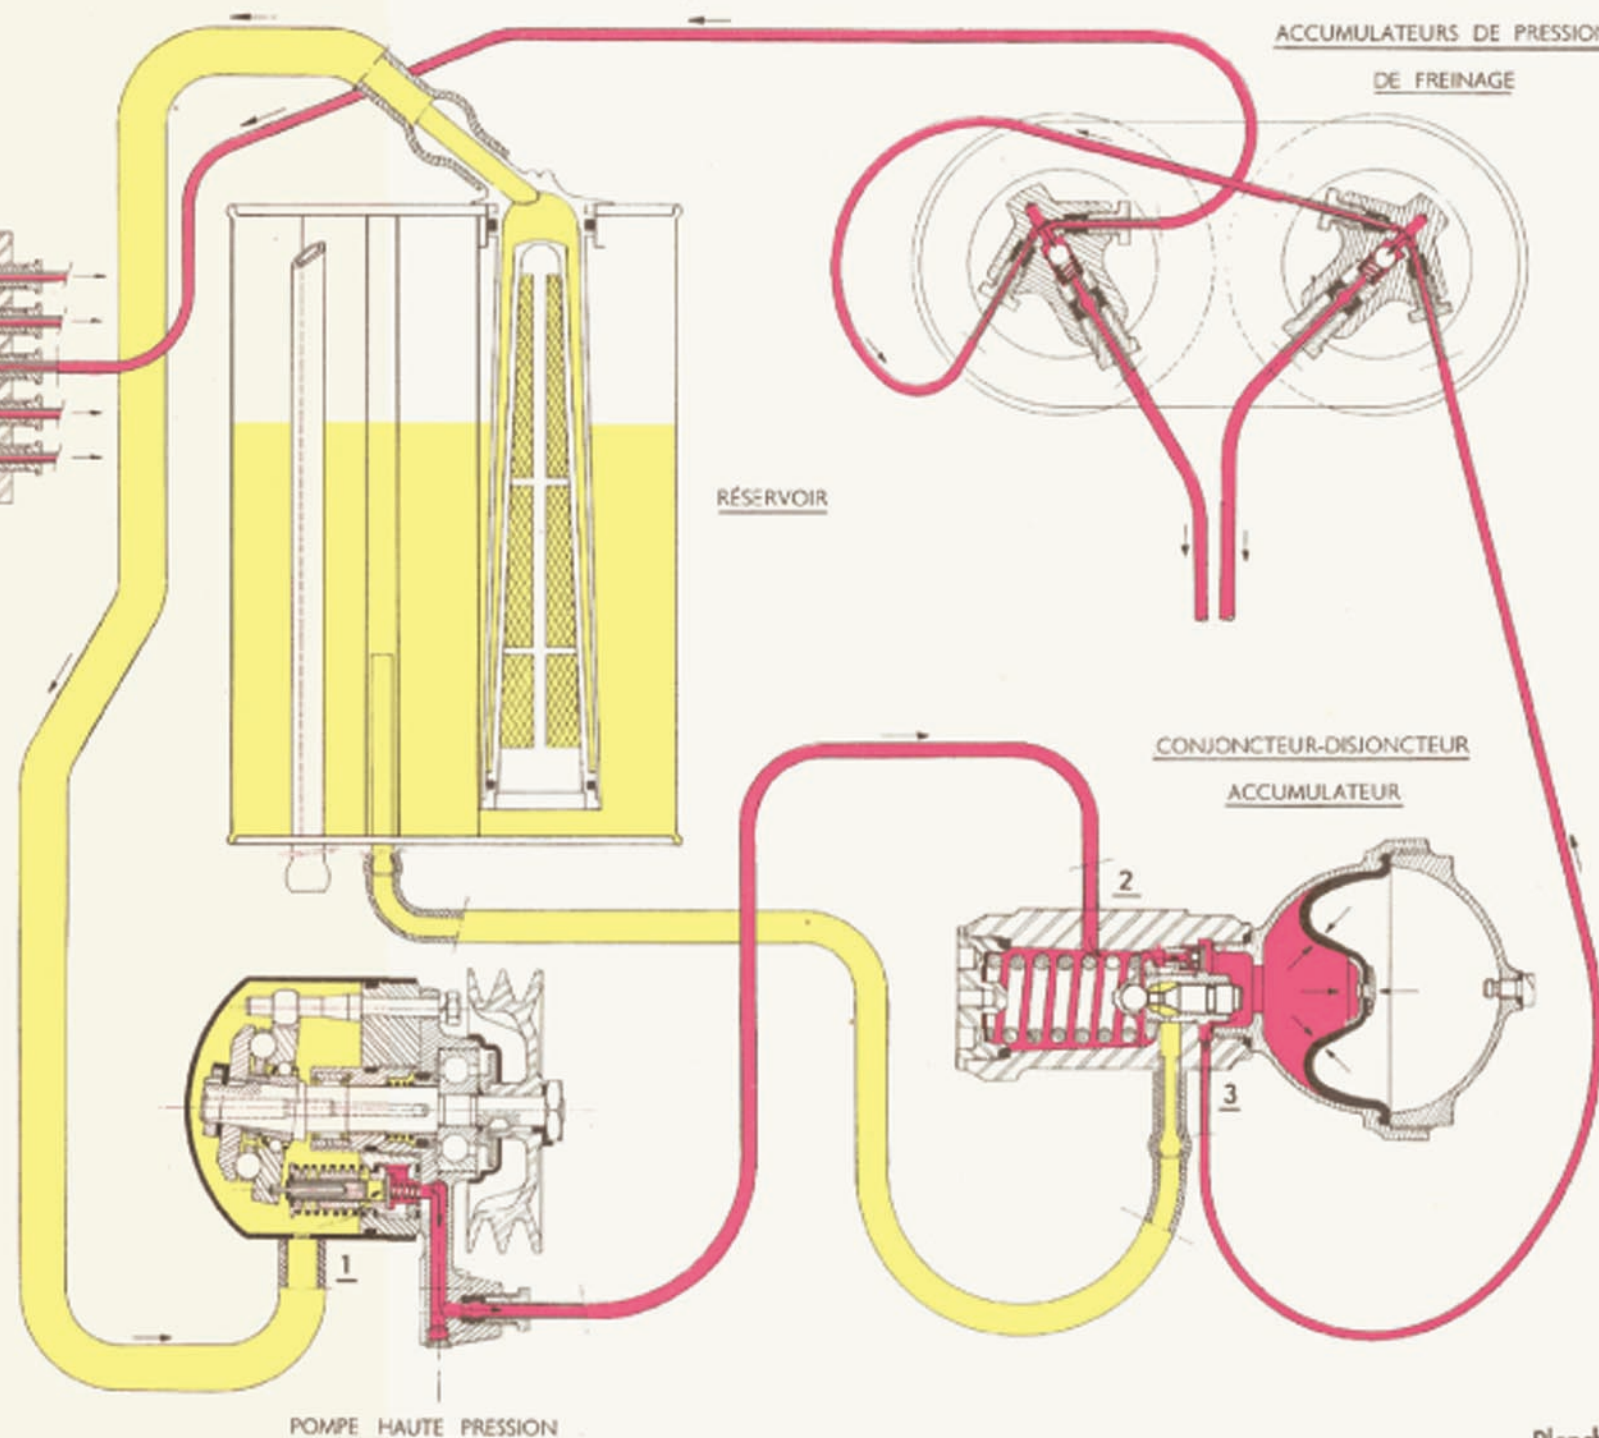 ACCUMULATEURS DE PRESSION
DE FREINAGE
RÉSERVOIR
CONJONCTEUR-DISJONCTEUR
ACCUMULATEUR
2
3
1
POMPE HAUTE PRESSION